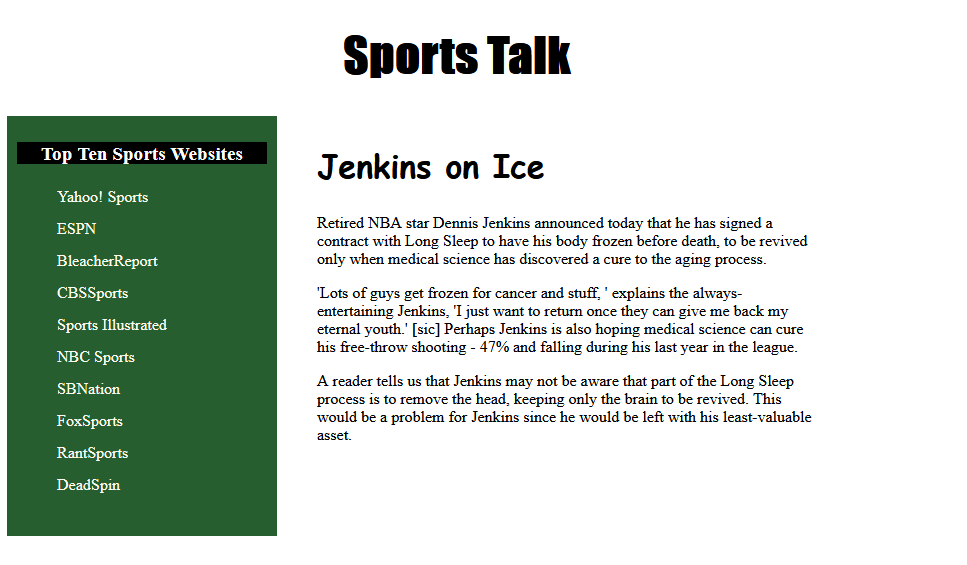 Sports Talk
Top Ten Sports Websites
Yahoo! Sports
ESPN
BleacherReport
CBSSports
Sports Illustrated
NBC Sports
SBNation
FoxSports
RantSports
DeadSpin
Jenkins on Ice
Retired NBA star Dennis Jenkins announced today that he has signed a
contract with Long Sleep to have his body frozen before death, to be revived
only when medical science has discovered a cure to the aging process.
'Lots of guys get frozen for cancer and stuff, ' explains the always-
entertaining Jenkins, 'I just want to return once they can give me back my
eternal youth.' [sic] Perhaps Jenkins is also hoping medical science can cure
his free-throw shooting - 47% and falling during his last year in the league.
A reader tells us that Jenkins may not be aware that part of the Long Sleep
process is to remove the head, keeping only the brain to be revived. This
would be a problem for Jenkins since he would be left with his least-valuable
asset.